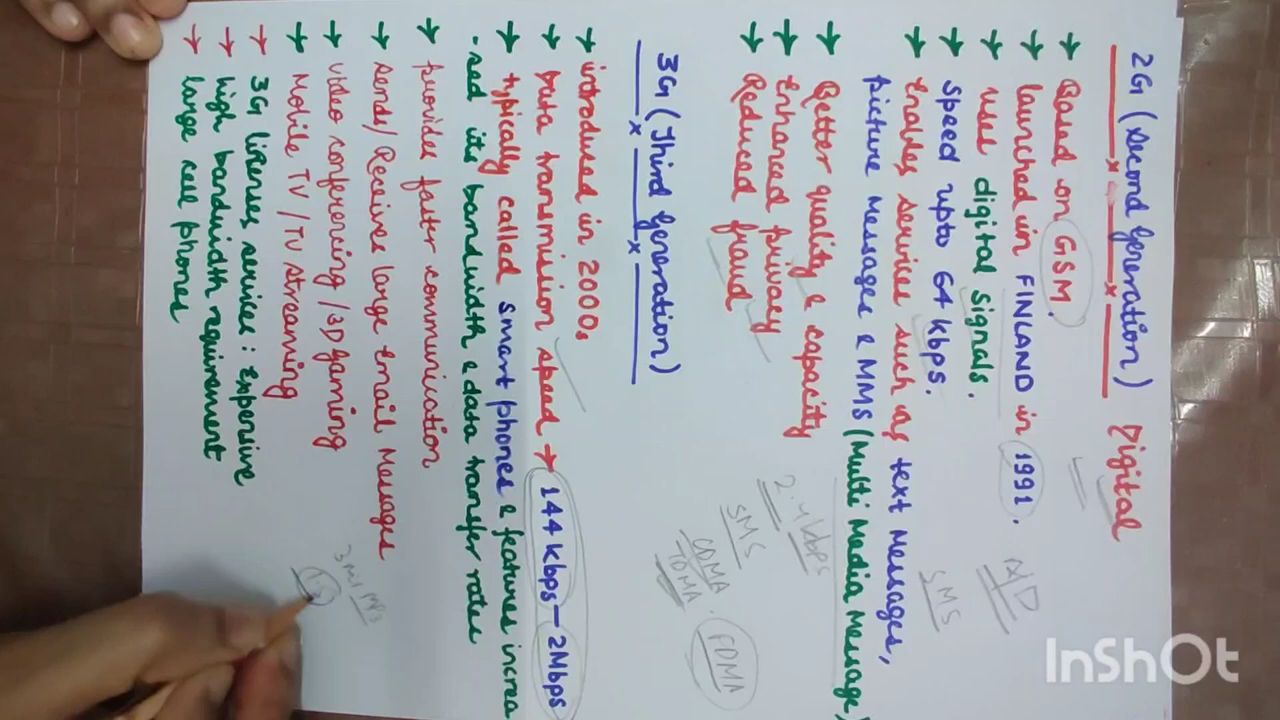 2G (Second Generation) Digital
→ Based on GSM.
→ launched in FINLAND in 1991.
→ uses digital signals.
→ Speed upto 64 kbps.
→ Enables services such as text Messages,
picture Messages & MMS (Multi Media Message)
→ Better quality & capacity
→ Enhanced privacy
→ Reduced fraud
A/D
SMS
2.4kbps
SMS
CDMA
TDMA
FDMA
3G (Third Generation)
→ introduced in 2000s
→ Data transmision speed → 144 Kbps - 2Mbps
→ typically called smart phones & features increa
- sed its bandwidth & data transfer rates
→ provides faster communication
→ Sends/Receives large Email Messages
→ Video conferencing /3D gaming
→ Mobile TV / TV streaming
→ 3G lisenses services : Expensive
→ high bandwidth requirement
→ large cell phones
InShOt